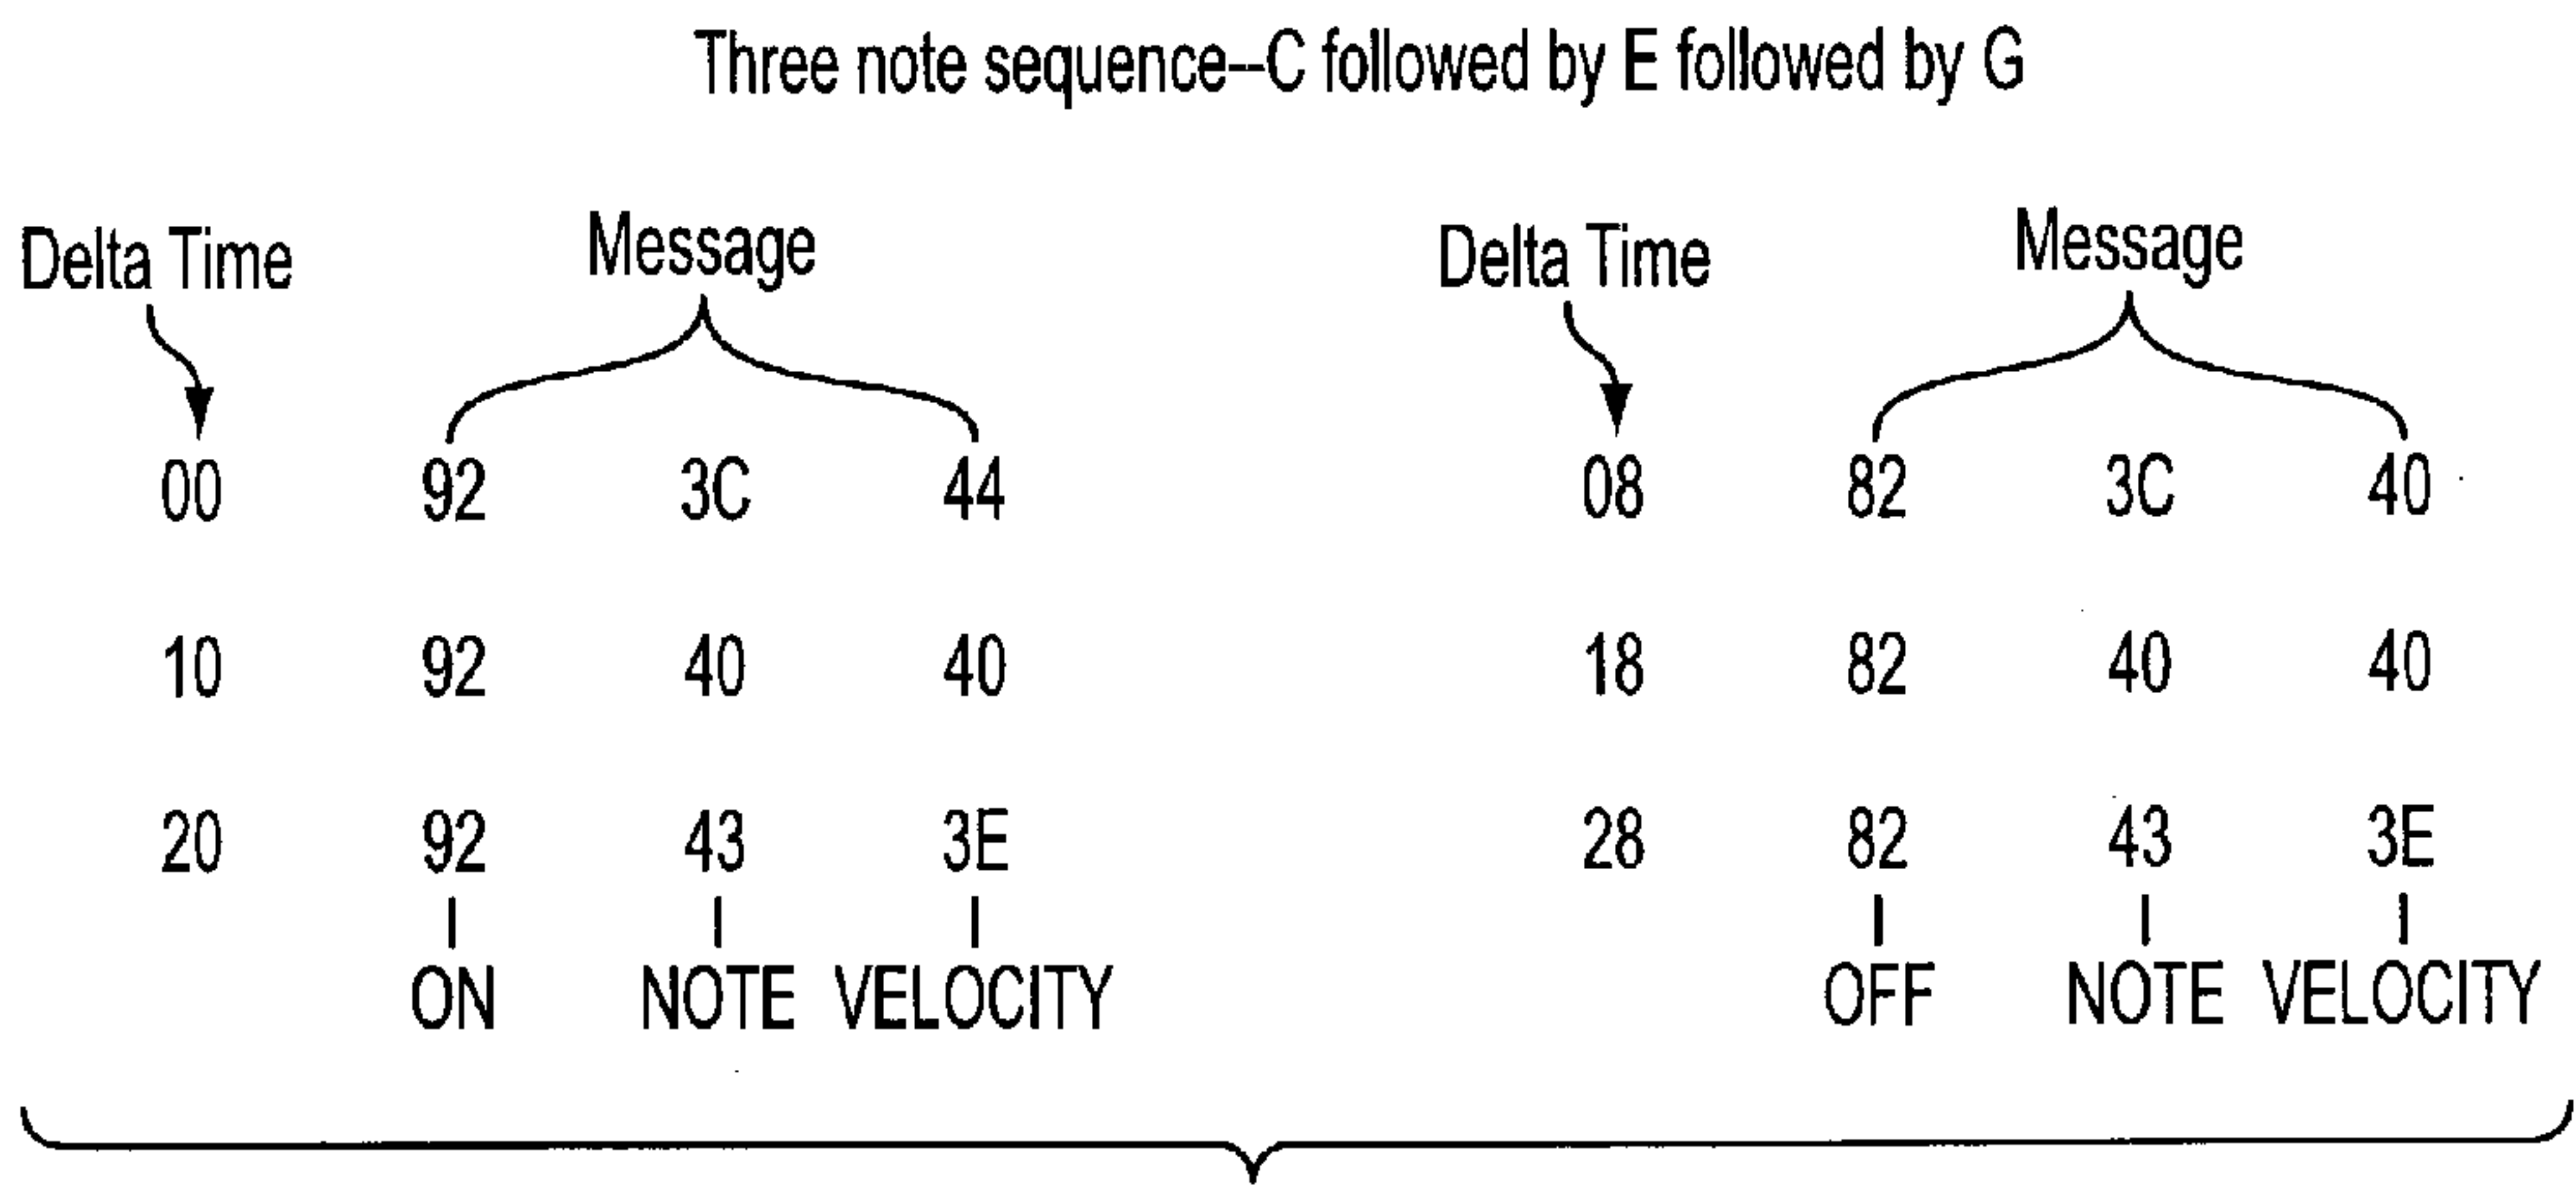 Three note sequence--C followed by E followed by G
Delta Time Message Delta Time Message
00 92 3C 44 08 82 3C 40
10 92 40 40 18 82 40 40
20 92 43 3E 28 82 43 3E
ON NOTE VELOCITY OFF NOTE VELOCITY